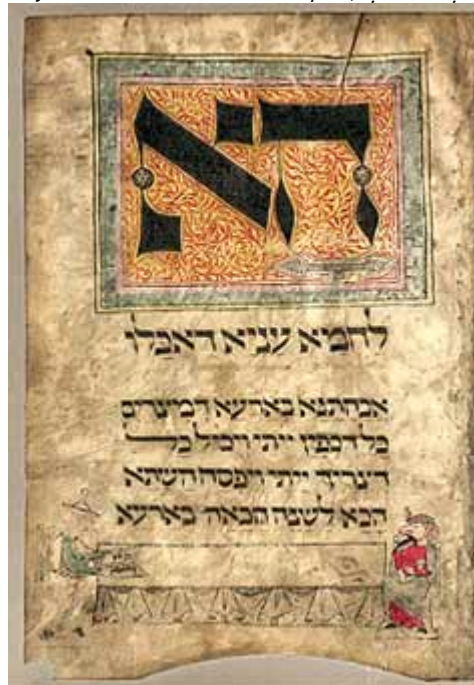 הא
לחמא עניא דאכלו
אבהתנא בארעא דמיצרים
כל דכפין ייתי ויכול כל
דצריך ייתי ויפסח השתא
הכא לשנה הבאה בארעא